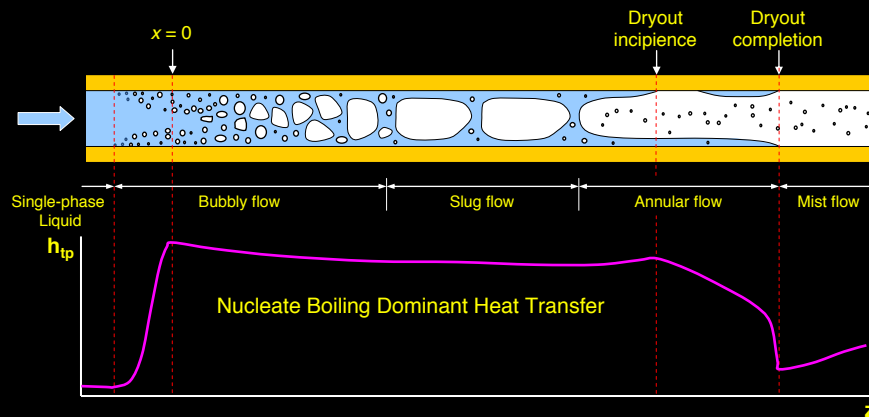 x = 0
Dryout
incipience
Dryout
completion
Single-phase
Liquid
Bubbly flow
Slug flow
Annular flow
Mist flow
htp
Nucleate Boiling Dominant Heat Transfer
z